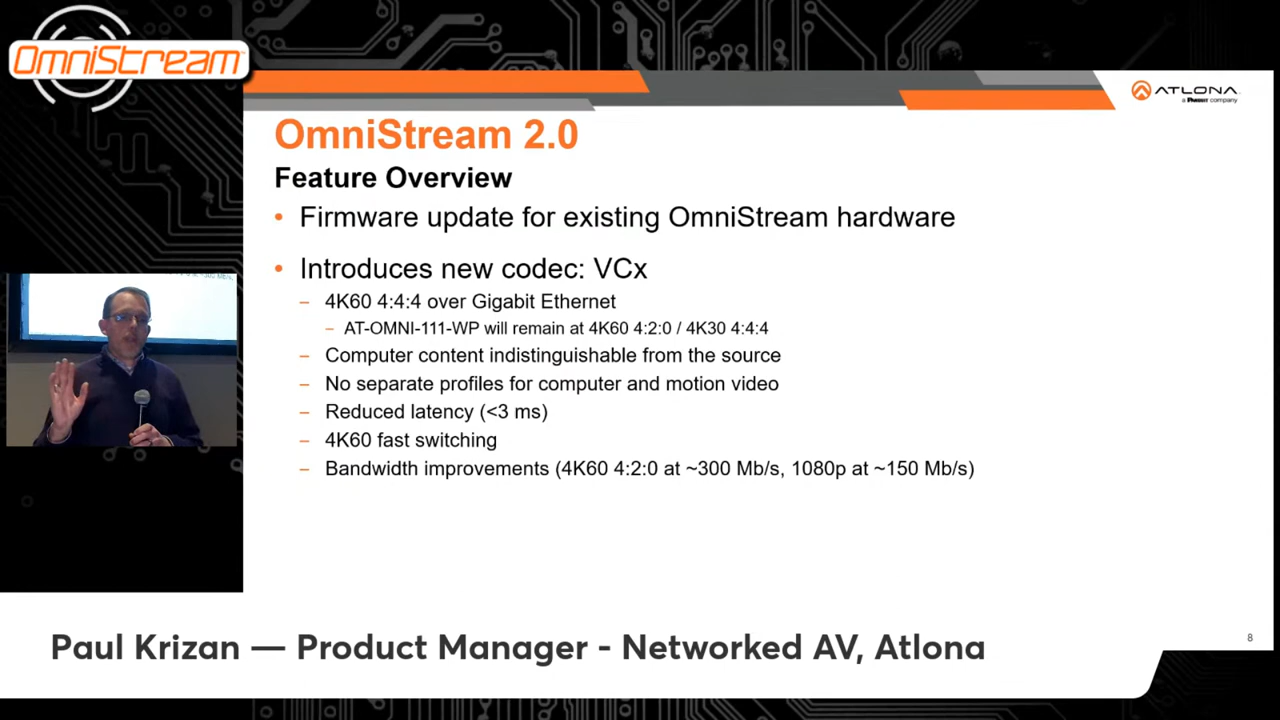 OmniStream
ATLONA
a PANDUIT company
OmniStream 2.0
Feature Overview
• Firmware update for existing OmniStream hardware
• Introduces new codec: VCx
– 4K60 4:4:4 over Gigabit Ethernet
– AT-OMNI-111-WP will remain at 4K60 4:2:0 / 4K30 4:4:4
– Computer content indistinguishable from the source
– No separate profiles for computer and motion video
– Reduced latency (<3 ms)
– 4K60 fast switching
– Bandwidth improvements (4K60 4:2:0 at ~300 Mb/s, 1080p at ~150 Mb/s)
8
Paul Krizan — Product Manager - Networked AV, Atlona